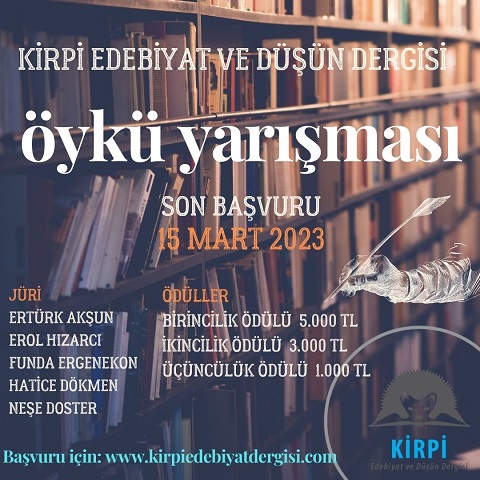 KİRPİ EDEBİYAT VE DÜŞÜN DERGİSİ
öykü yarışması
SON BAŞVURU
15 MART 2023
JÜRİ
ERTÜRK AKŞUN
EROL HIZARCI
FUNDA ERGENEKON
HATİCE DÖKMEN
NEŞE DOSTER
ÖDÜLLER
BİRİNCİLİK ÖDÜLÜ 5.000 TL
İKİNCİLİK ÖDÜLÜ 3.000 TL
ÜÇÜNCÜLÜK ÖDÜLÜ 1.000 TL
KİRPİ
Edebiyat ve Düşün Dergisi
Başvuru için: www.kirpiedebiyatdergisi.com